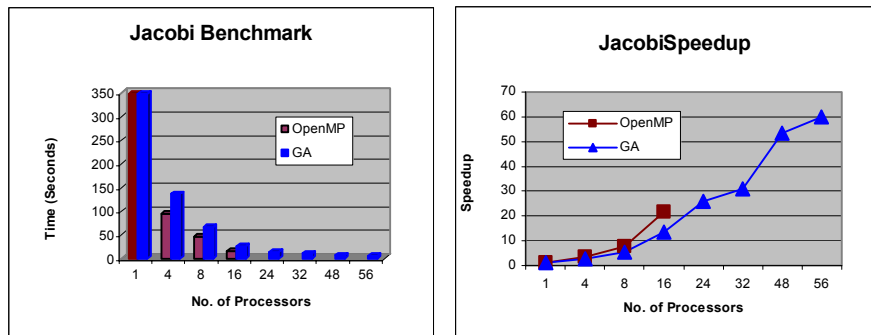 Jacobi Benchmark
350
300
250
200
150
100
50
0
Time (Seconds)
OpenMP
GA
1 4 8 16 24 32 48 56
No. of Processors
JacobiSpeedup
70
60
50
40
30
20
10
0
Speedup
OpenMP
GA
1 4 8 16 24 32 48 56
No. of Processors